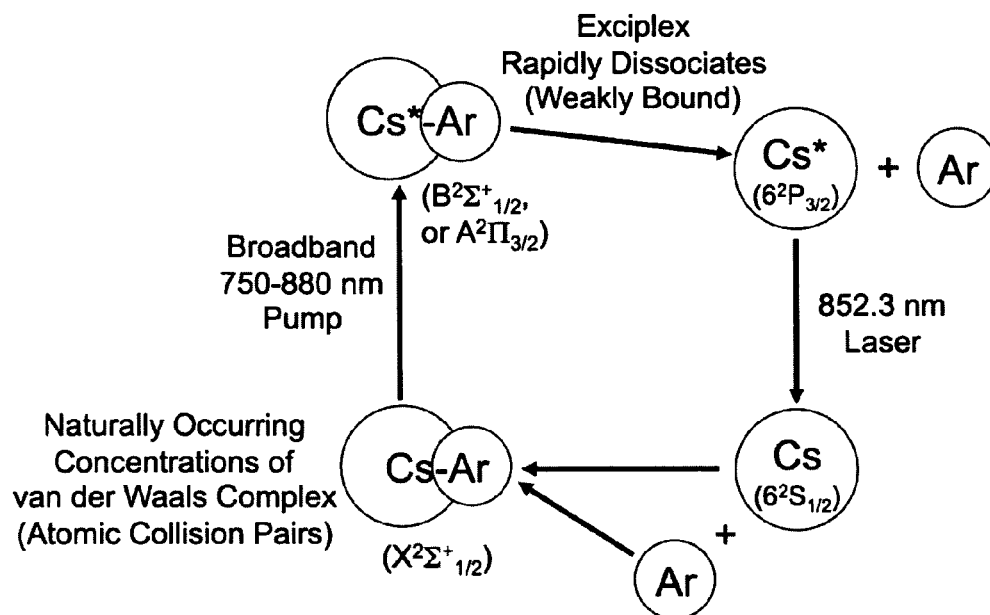 Exciplex
Rapidly Dissociates
(Weakly Bound)
Cs*-Ar
Cs*
(6²P₃/₂)
+
Ar
(B²Σ⁺₁/₂,
or A²Π₃/₂)
Broadband
750-880 nm
Pump
852.3 nm
Laser
Naturally Occurring
Concentrations of
van der Waals Complex
(Atomic Collision Pairs)
Cs-Ar
(X²Σ⁺₁/₂)
Cs
(6²S₁/₂)
+
Ar